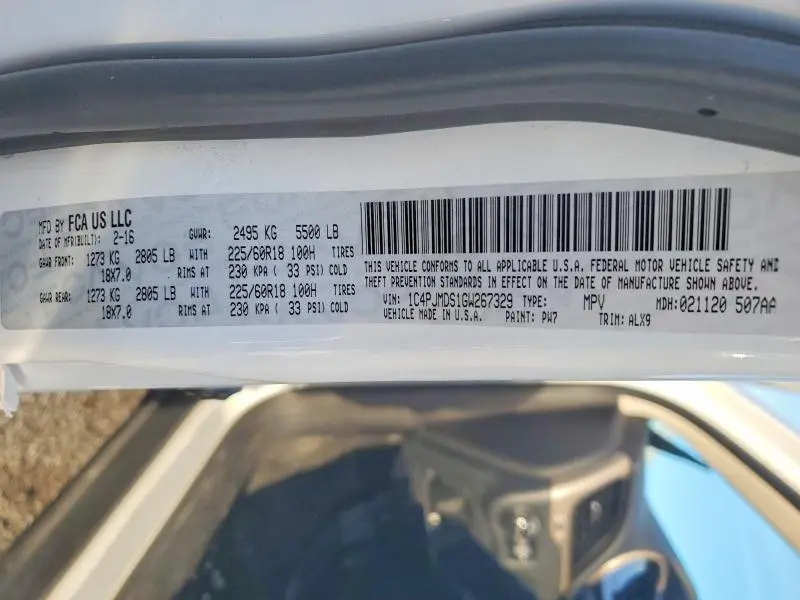 MFD BY FCA US LLC
DATE OF MFR(BUILT): 2-16
GVWR: 2495 KG 5500 LB
GAWR FRONT: 1273 KG 2805 LB WITH 225/60R18 100H TIRES
18X7.0 RIMS AT 230 KPA ( 33 PSI) COLD
GAWR REAR: 1273 KG 2805 LB WITH 225/60R18 100H TIRES
18X7.0 RIMS AT 230 KPA ( 33 PSI) COLD
THIS VEHICLE CONFORMS TO ALL APPLICABLE U.S.A. FEDERAL MOTOR VEHICLE SAFETY AND
THEFT PREVENTION STANDARDS IN EFFECT ON THE DATE OF MANUFACTURE SHOWN ABOVE.
VIN: 1C4PJMDS1GW267329 TYPE: MPV MDH:021120 507AA
VEHICLE MADE IN U.S.A. PAINT: PW7 TRIM: ALX9